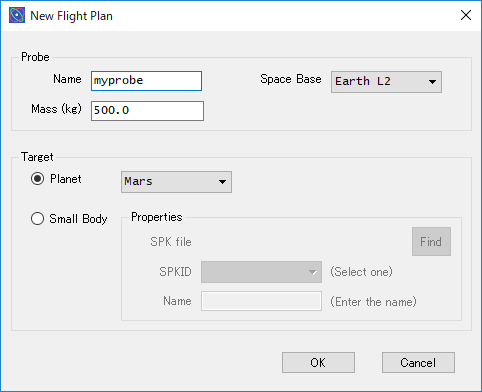 New Flight Plan
Probe
Name myprobe Space Base Earth L2
Mass (kg) 500.0
Target
Planet Mars
Small Body Properties
SPK file Find
SPKID (Select one)
Name (Enter the name)
OK Cancel